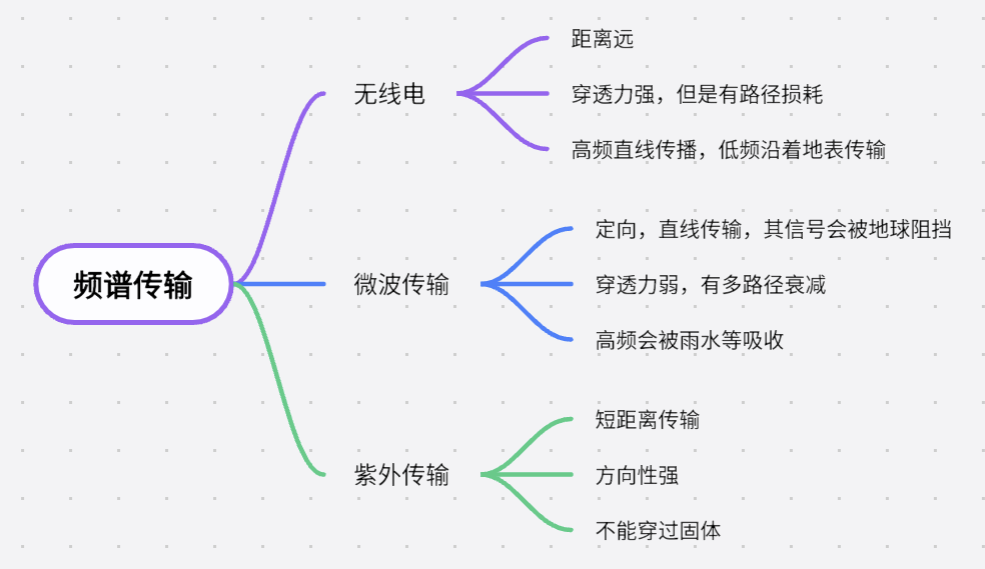 频谱传输
无线电
距离远
穿透力强，但是有路径损耗
高频直线传播，低频沿着地表传输
微波传输
定向，直线传输，其信号会被地球阻挡
穿透力弱，有多路径衰减
高频会被雨水等吸收
紫外传输
短距离传输
方向性强
不能穿过固体